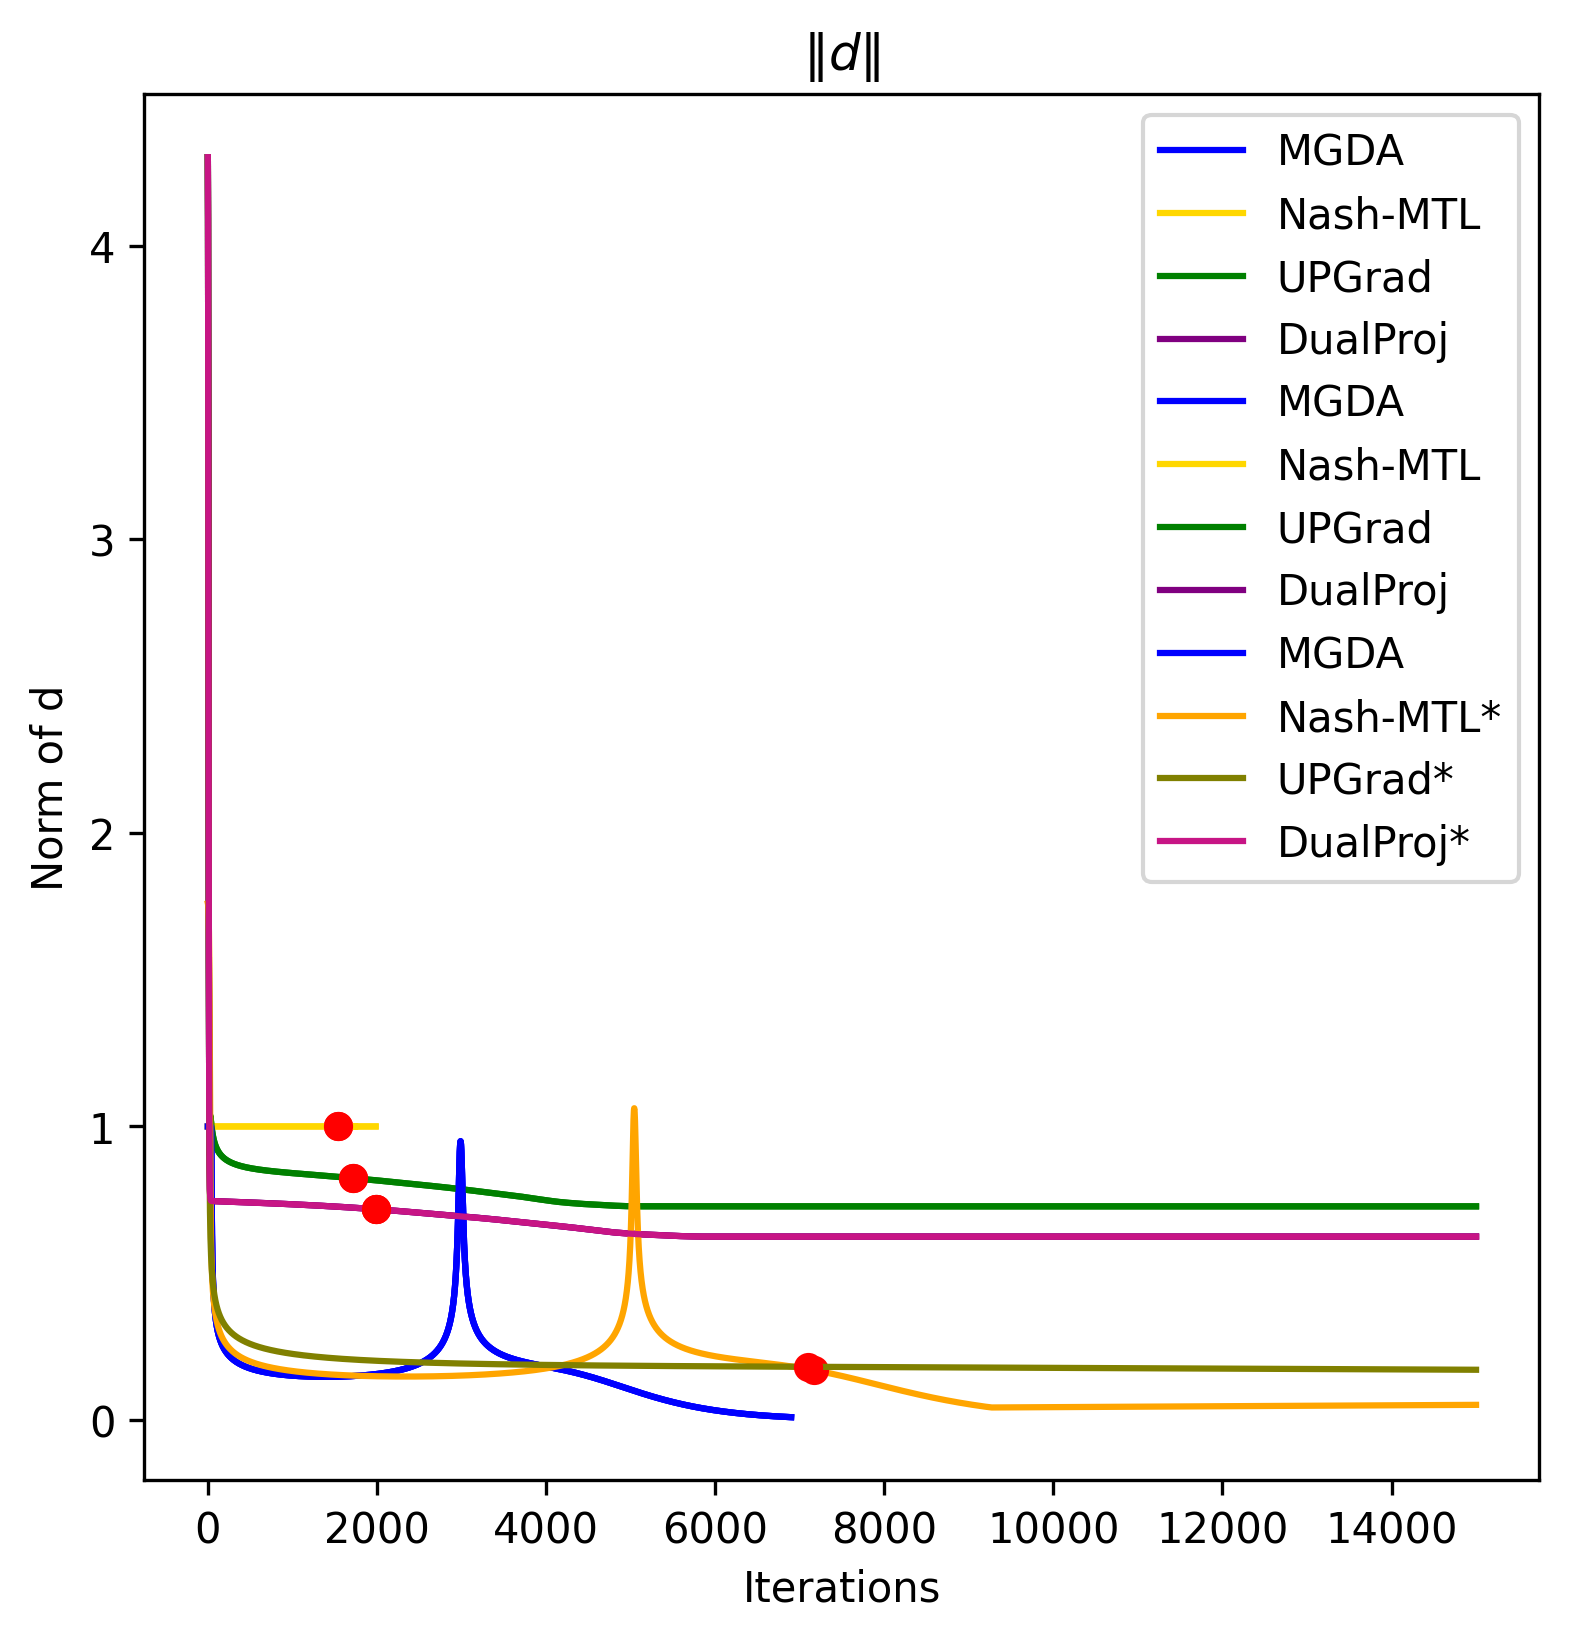 ‖d‖
4
3
2
1
0
Norm of d
0 2000 4000 6000 8000 10000 12000 14000
Iterations
MGDA
Nash-MTL
UPGrad
DualProj
MGDA
Nash-MTL
UPGrad
DualProj
MGDA
Nash-MTL*
UPGrad*
DualProj*